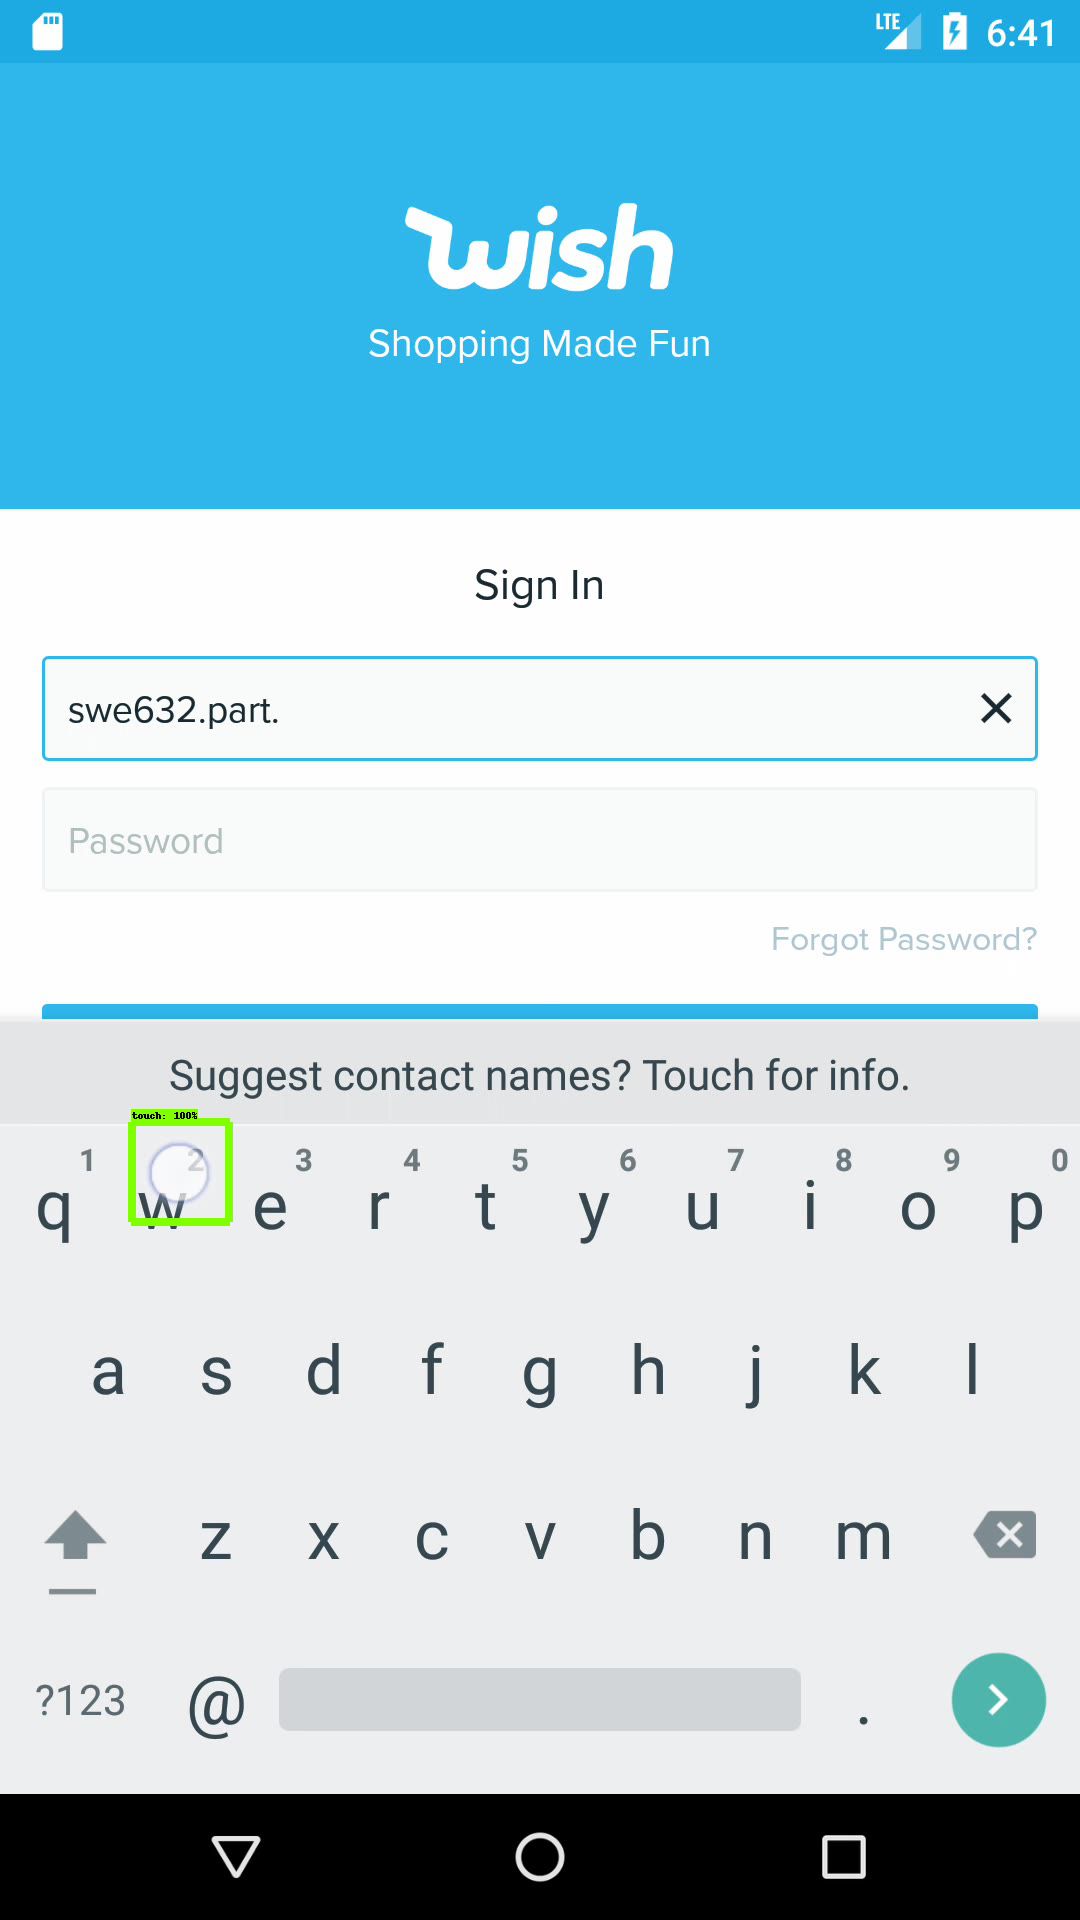 LTE 6:41
wish
Shopping Made Fun
Sign In
swe632.part.
Password
Forgot Password?
Suggest contact names? Touch for info.
touch: 100%
1 2 3 4 5 6 7 8 9 0
q w e r t y u i o p
a s d f g h j k l
z x c v b n m
?123 @ .